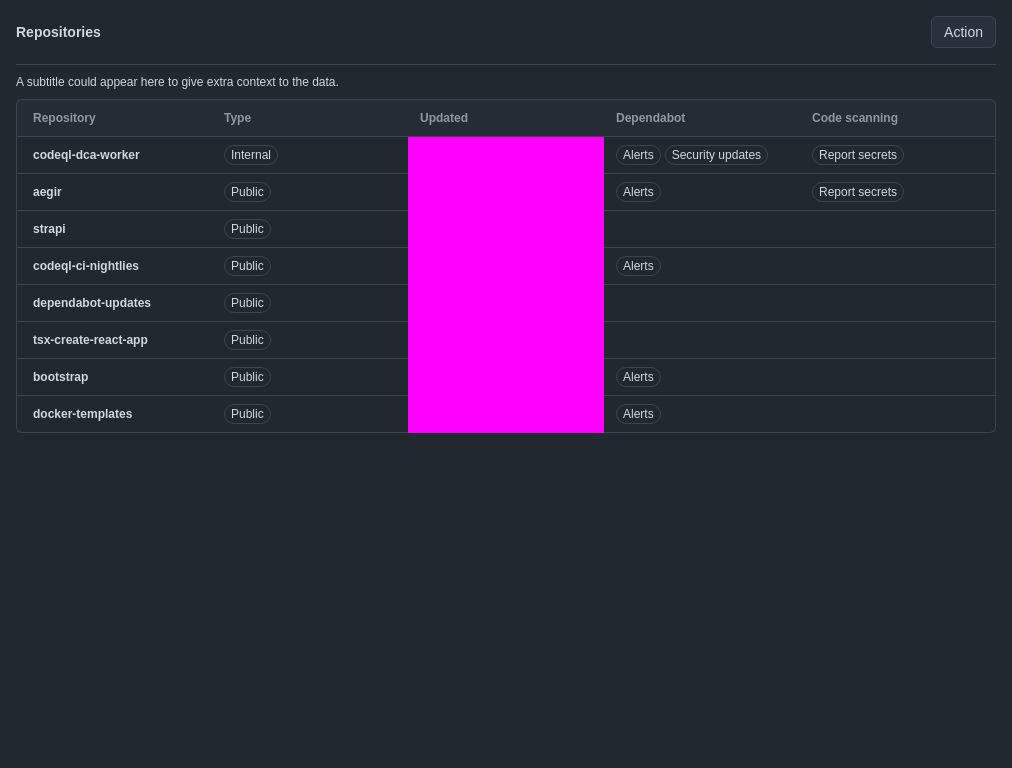 Repositories
Action
A subtitle could appear here to give extra context to the data.
Repository Type Updated Dependabot Code scanning
codeql-dca-worker Internal Alerts Security updates Report secrets
aegir Public Alerts Report secrets
strapi Public
codeql-ci-nightlies Public Alerts
dependabot-updates Public
tsx-create-react-app Public
bootstrap Public Alerts
docker-templates Public Alerts